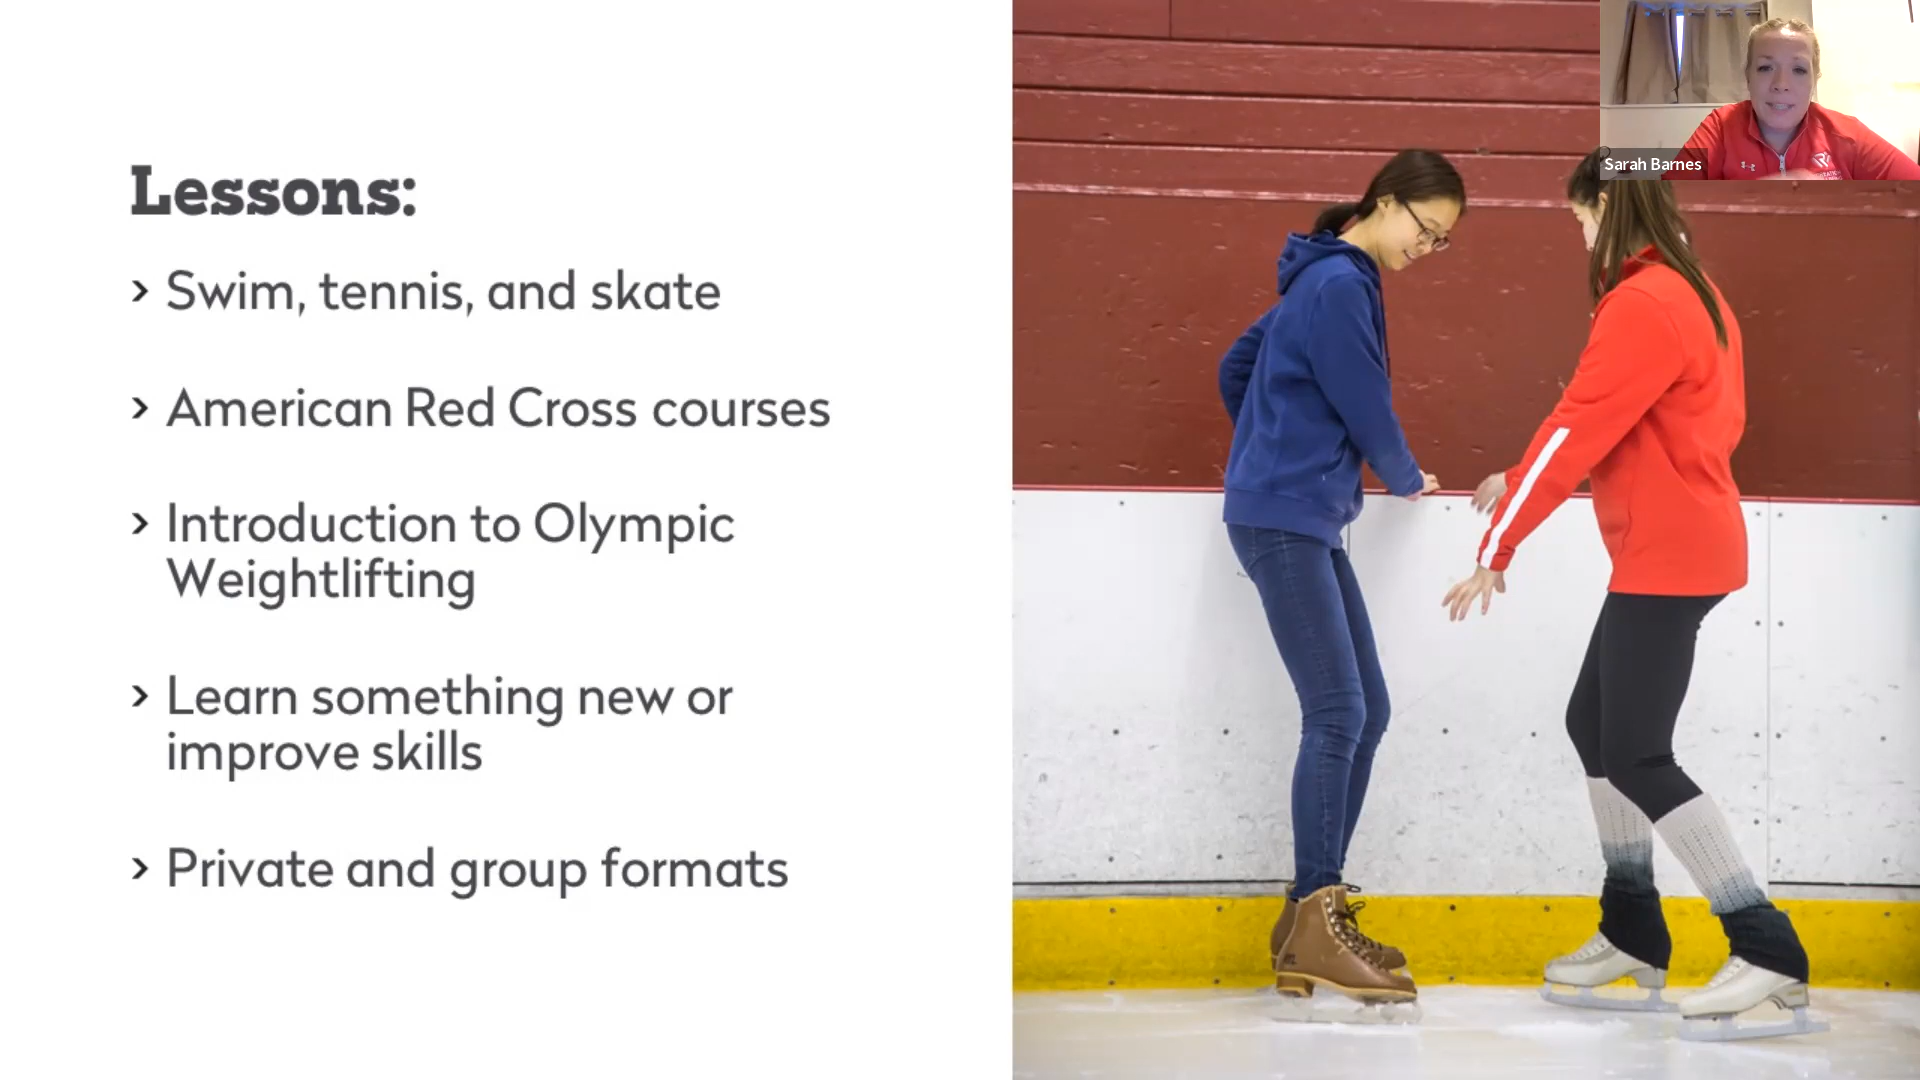 Lessons:
> Swim, tennis, and skate
> American Red Cross courses
> Introduction to Olympic
Weightlifting
> Learn something new or
improve skills
> Private and group formats
Sarah Barnes